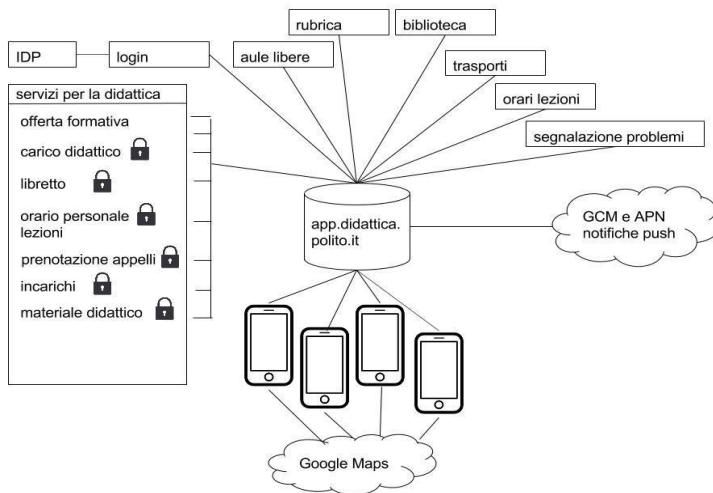 rubrica
biblioteca
IDP
login
aule libere
trasporti
servizi per la didattica
orari lezioni
offerta formativa
segnalazione problemi
carico didattico
libretto
orario personale
lezioni
app.didattica.
polito.it
GCM e APN
notifiche push
prenotazione appelli
incarichi
materiale didattico
Google Maps